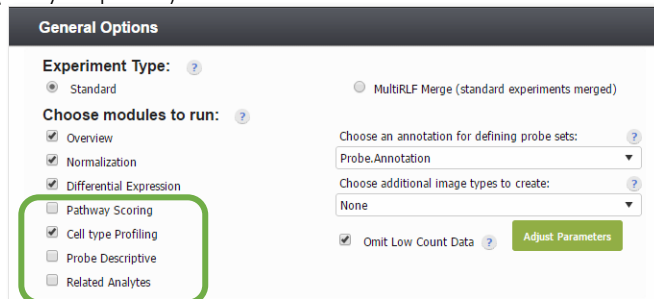 General Options
Experiment Type: ?
Standard
MultiRLF Merge (standard experiments merged)
Choose modules to run: ?
Overview
Choose an annotation for defining probe sets: ?
Normalization
Probe.Annotation
Differential Expression
Choose additional image types to create: ?
Pathway Scoring
None
Cell type Profiling
Omit Low Count Data ?
Adjust Parameters
Probe Descriptive
Related Analytes